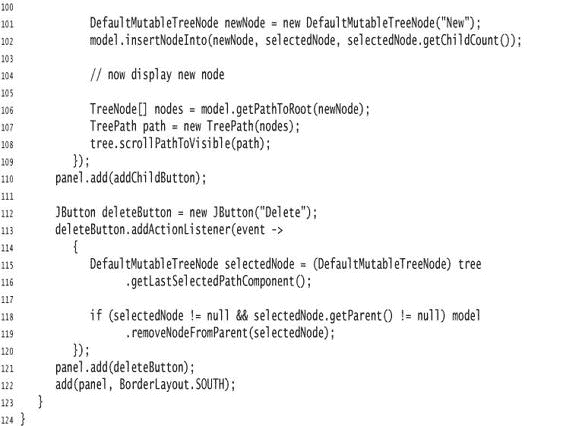 100
101 DefaultMutableTreeNode newNode = new DefaultMutableTreeNode("New");
102 model.insertNodeInto(newNode, selectedNode, selectedNode.getChildCount());
103
104 // now display new node
105
106 TreeNode[] nodes = model.getPathToRoot(newNode);
107 TreePath path = new TreePath(nodes);
108 tree.scrollPathToVisible(path);
109 });
110 panel.add(addChildButton);
111
112 JButton deleteButton = new JButton("Delete");
113 deleteButton.addActionListener(event ->
114 {
115 DefaultMutableTreeNode selectedNode = (DefaultMutableTreeNode) tree
116 .getLastSelectedPathComponent();
117
118 if (selectedNode != null && selectedNode.getParent() != null) model
119 .removeNodeFromParent(selectedNode);
120 });
121 panel.add(deleteButton);
122 add(panel, BorderLayout.SOUTH);
123 }
124 }